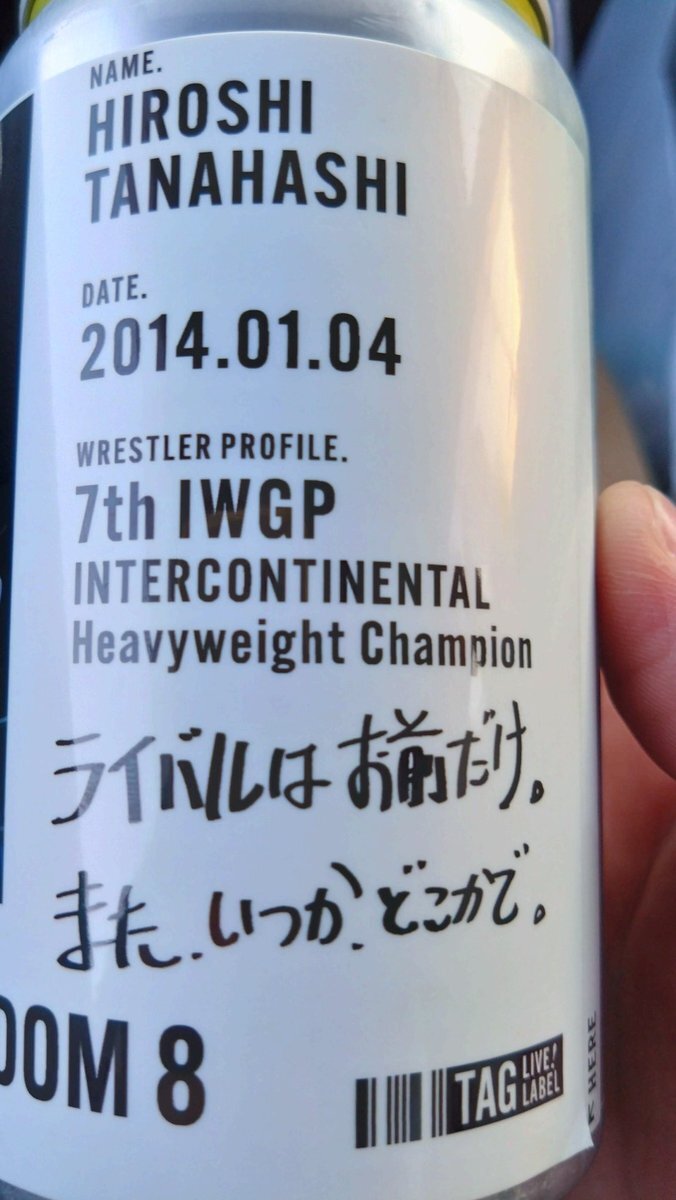 NAME.
HIROSHI
TANAHASHI
DATE.
2014.01.04
WRESTLER PROFILE.
7th IWGP
INTERCONTINENTAL
Heavyweight Champion
ライバルはお前だけ。
また、いつか、どこかで。
OOM 8
TAG LIVE! LABEL
HERE